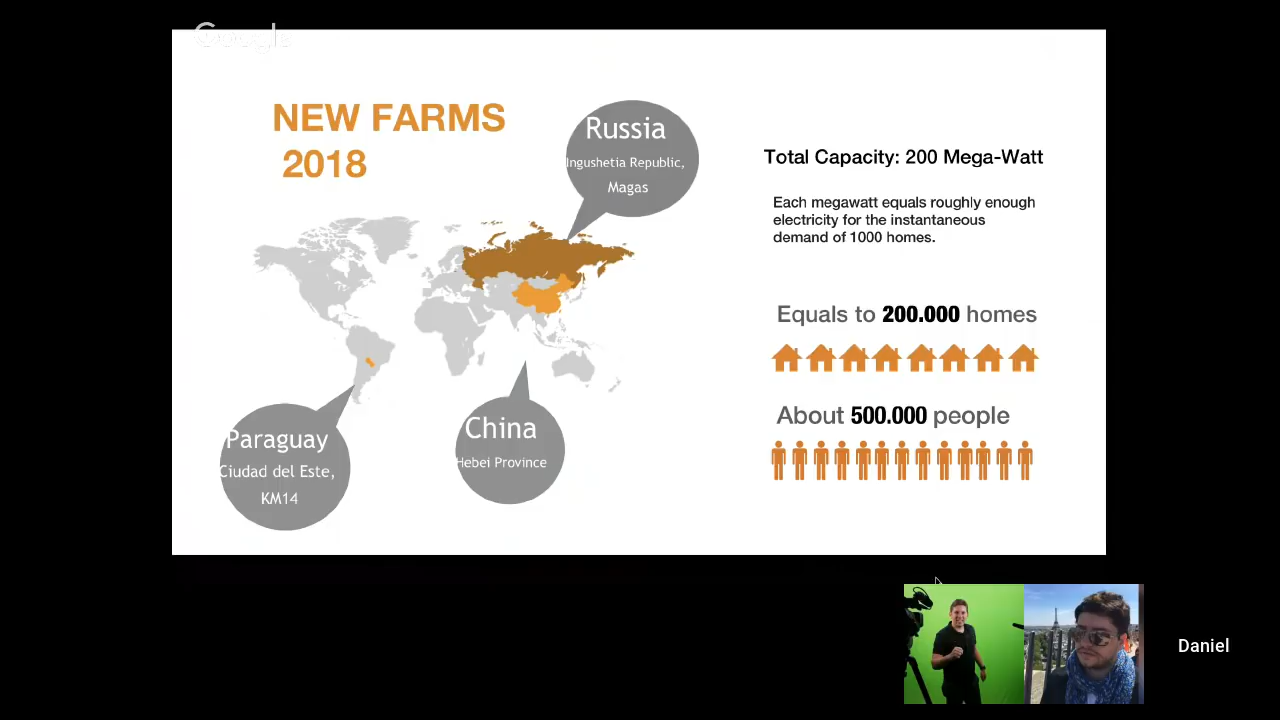 Google
NEW FARMS
2018
Russia
Ingushetia Republic,
Magas
Total Capacity: 200 Mega-Watt
Each megawatt equals roughly enough
electricity for the instantaneous
demand of 1000 homes.
Equals to 200.000 homes
About 500.000 people
Paraguay
Ciudad del Este,
KM14
China
Hebei Province
Daniel